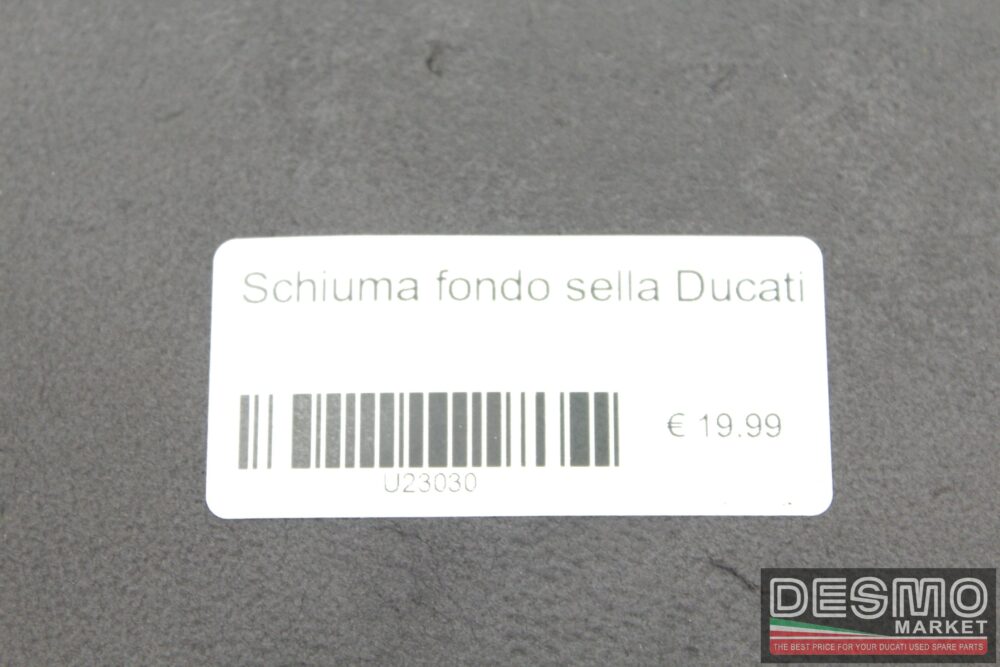 Schiuma fondo sella Ducati
€ 19.99
U23030
DESMO
MARKET
THE BEST PRICE FOR YOUR DUCATI USED SPARE PARTS